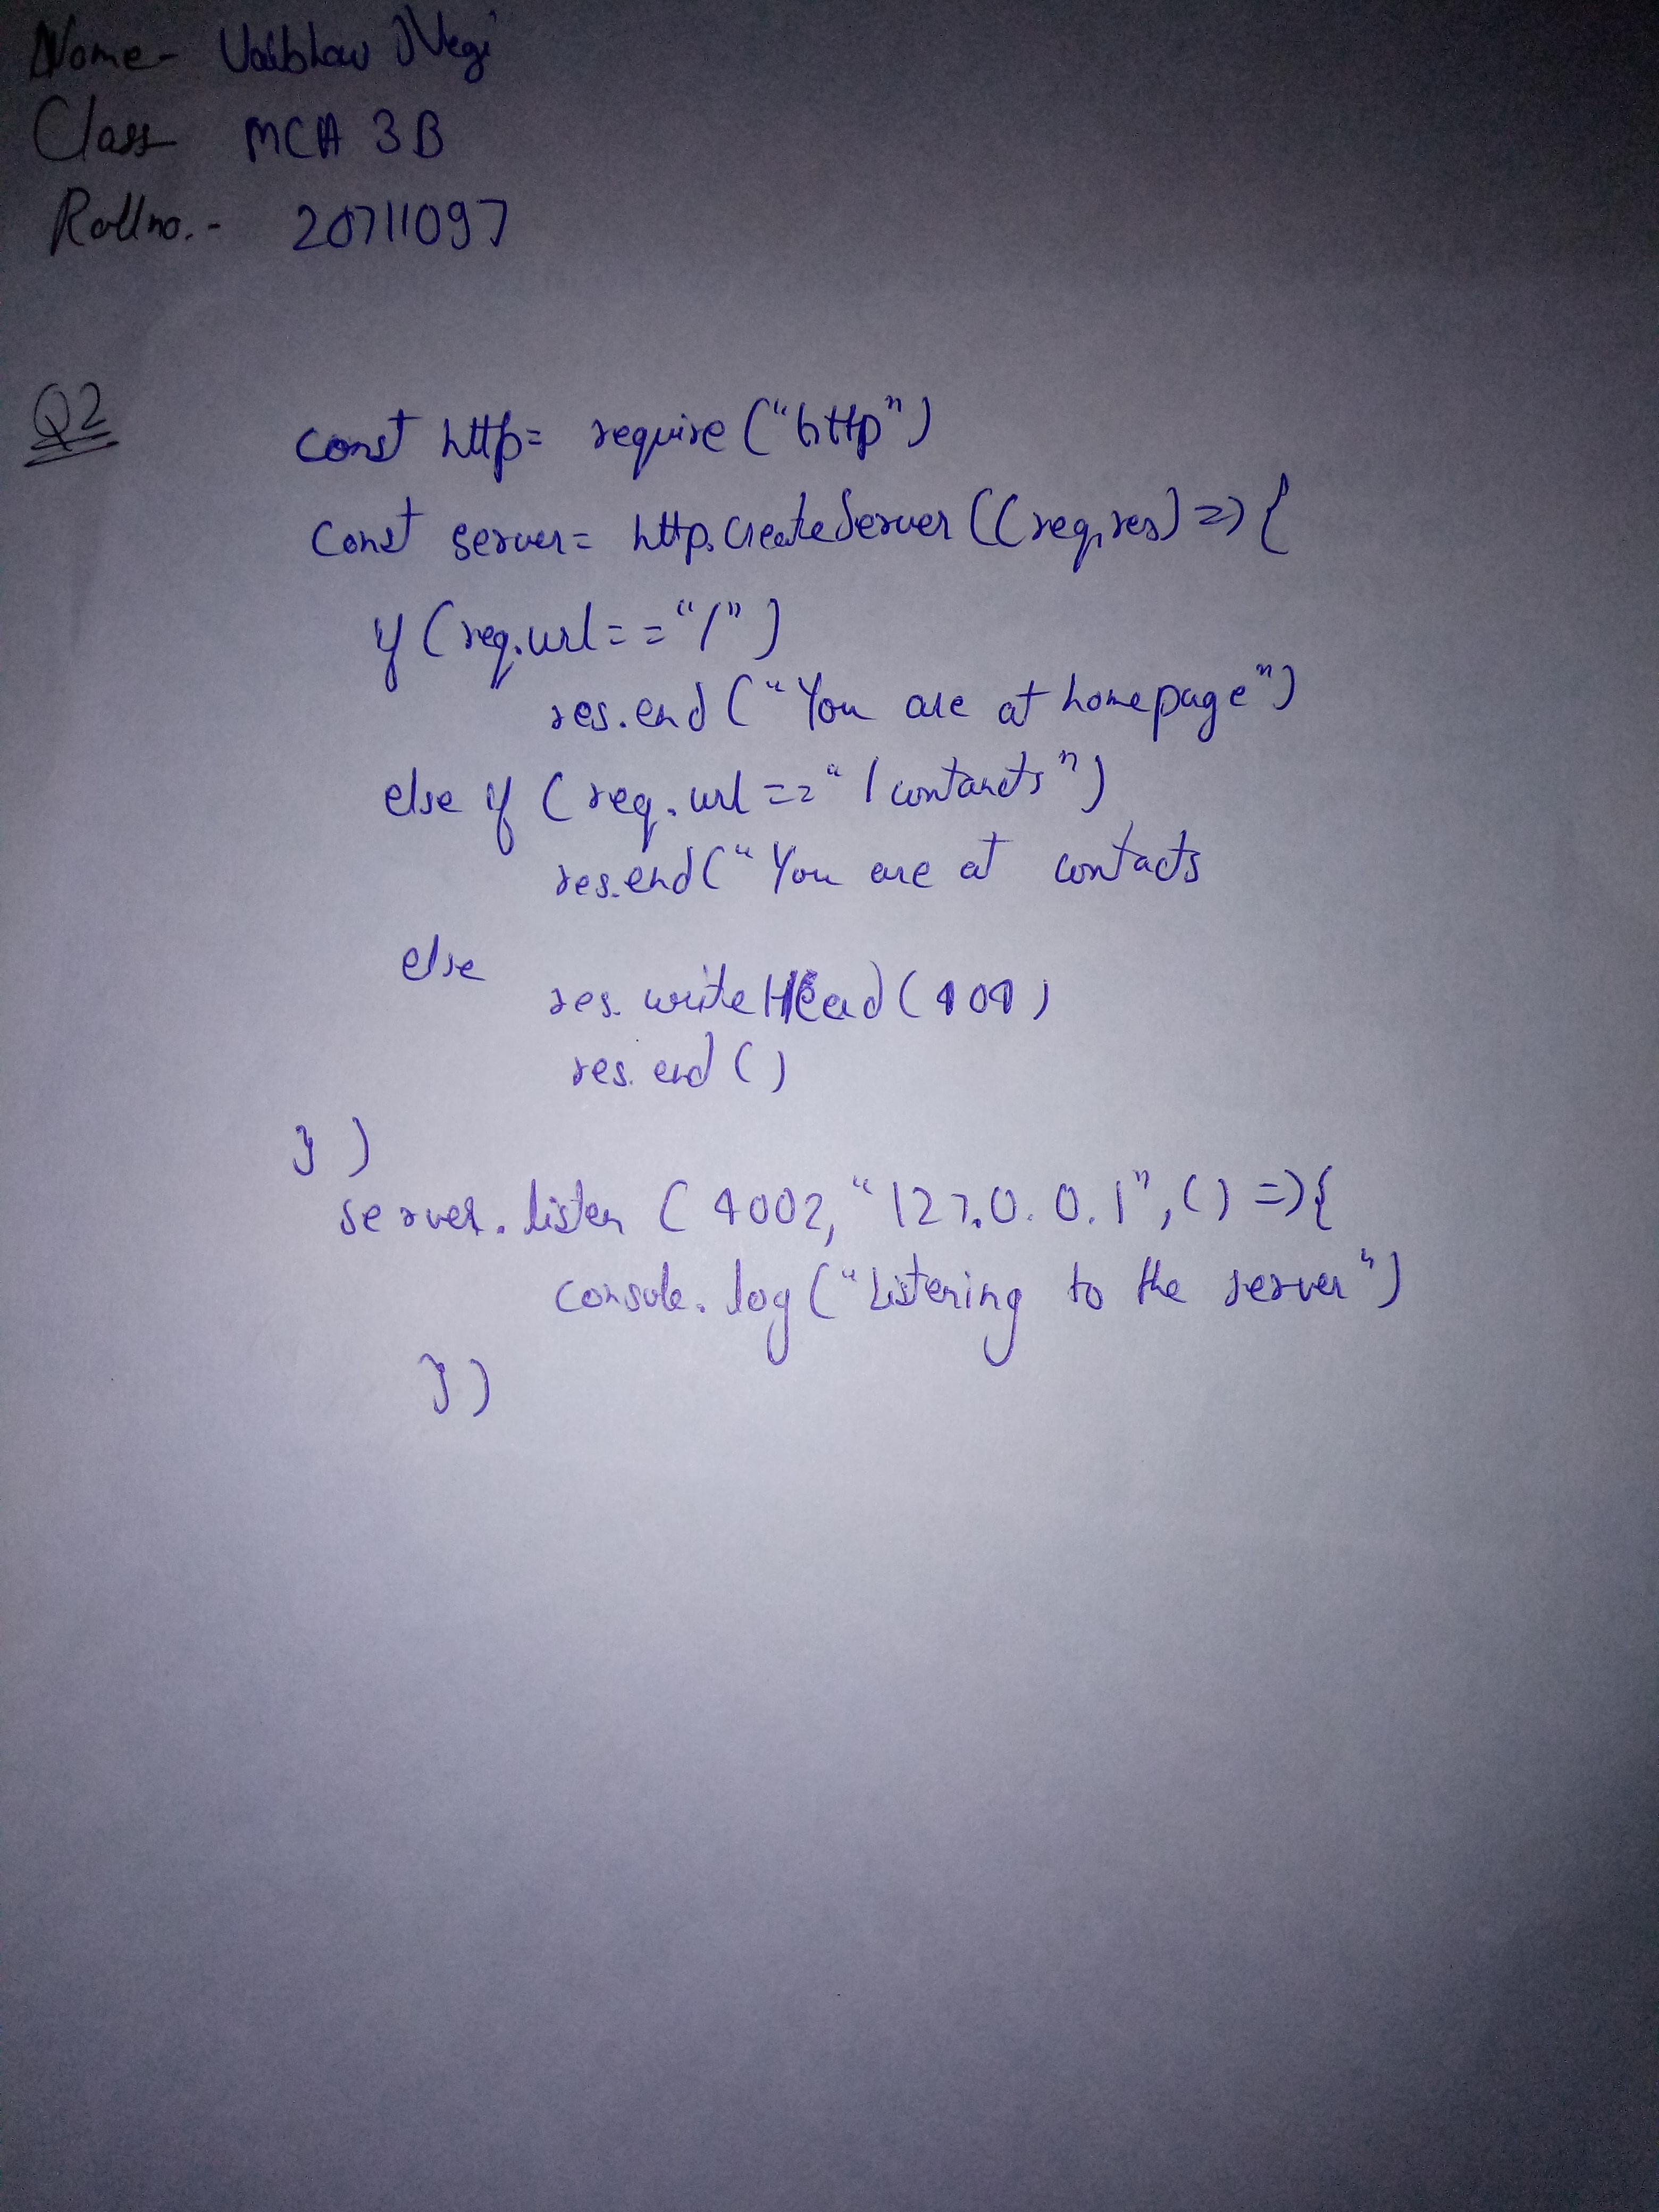 Name- Vaibhav Negi
Class MCA 3B
Rollno.- 20711097
Q2
const http= require("http")
const server= http.createServer((req,res)=>{
if (req.url=="/")
res.end("You are at homepage")
else if (req.url=="/contancts")
res.end("You are at contacts
else
res.writeHead(404)
res.end()
})
server.listen(4002,"127.0.0.1",()=>{
console.log("Listening to the server")
})